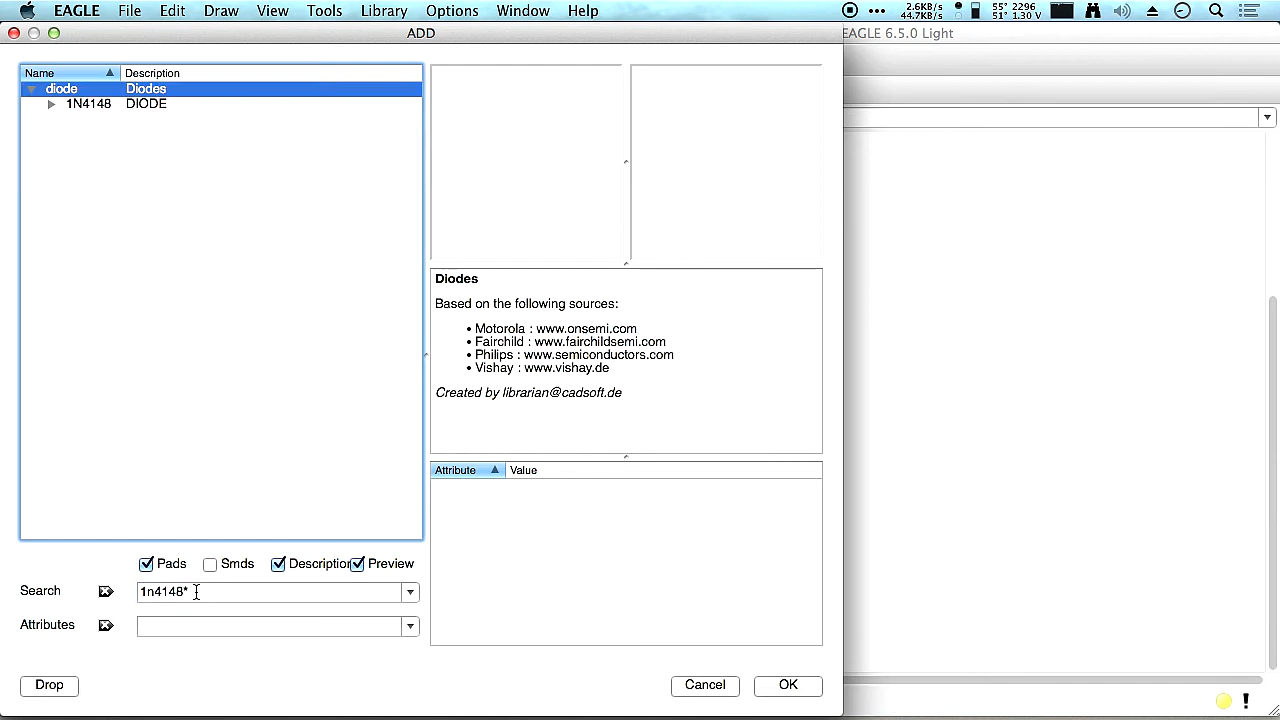 EAGLE File Edit Draw View Tools Library Options Window Help
2.6KB/s
44.7KB/s
55° 2296
51° 1.30 V
ADD
EAGLE 6.5.0 Light
Name Description
diode Diodes
1N4148 DIODE
Diodes
Based on the following sources:
• Motorola : www.onsemi.com
• Fairchild : www.fairchildsemi.com
• Philips : www.semiconductors.com
• Vishay : www.vishay.de
Created by librarian@cadsoft.de
Attribute Value
Pads Smds Description Preview
Search 1n4148*
Attributes
Drop Cancel OK